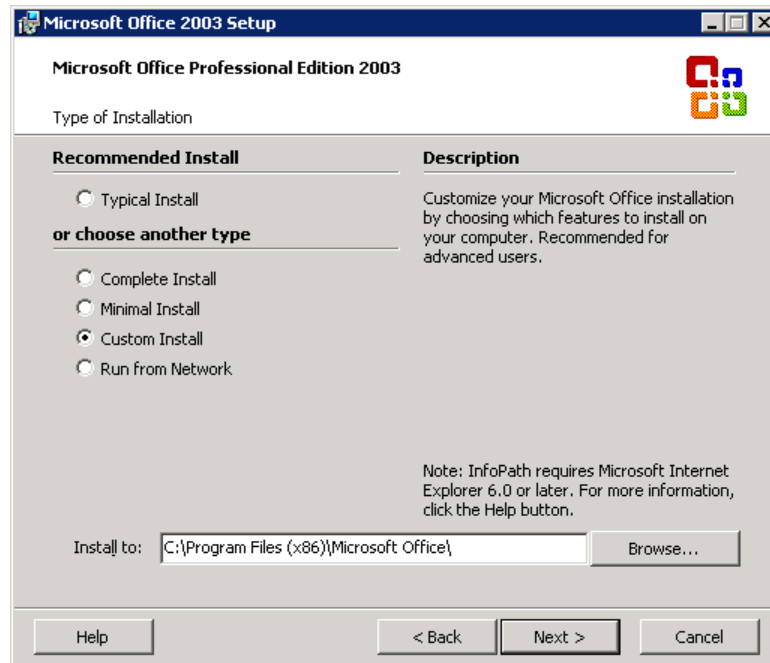 Microsoft Office 2003 Setup
Microsoft Office Professional Edition 2003
Type of Installation
Recommended Install
Typical Install
or choose another type
Complete Install
Minimal Install
Custom Install
Run from Network
Description
Customize your Microsoft Office installation
by choosing which features to install on
your computer. Recommended for
advanced users.
Note: InfoPath requires Microsoft Internet
Explorer 6.0 or later. For more information,
click the Help button.
Install to: C:\Program Files (x86)\Microsoft Office\ Browse...
Help < Back Next > Cancel